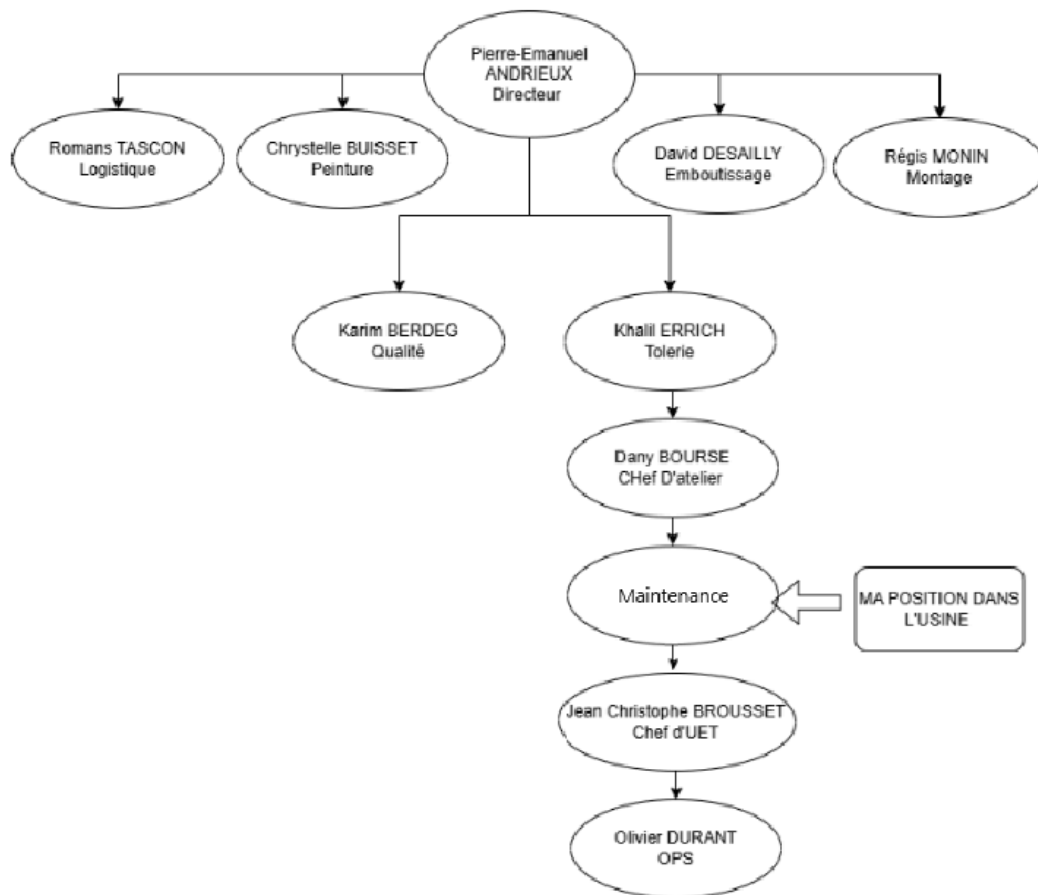 Pierre-Emanuel
ANDRIEUX
Directeur
Romans TASCON
Logistique
Chrystelle BUISSET
Peinture
David DESAILLY
Emboutissage
Régis MONIN
Montage
Karim BERDEG
Qualité
Khalil ERRICH
Tolerie
Dany BOURSE
CHef D'atelier
Maintenance
MA POSITION DANS
L'USINE
Jean Christophe BROUSSET
Chef d'UET
Olivier DURANT
OPS